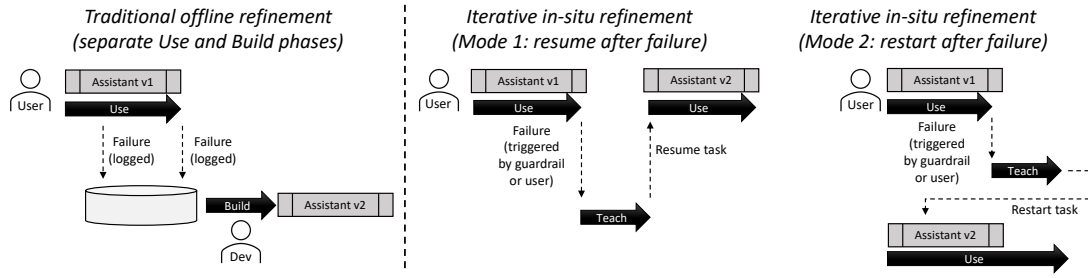 Traditional offline refinement
(separate Use and Build phases)
Assistant v1
User
Use
Failure
(logged)
Failure
(logged)
Build
Assistant v2
Dev
Iterative in-situ refinement
(Mode 1: resume after failure)
Assistant v1
Assistant v2
User
Use
Use
Failure
(triggered
by guardrail
or user)
Resume task
Teach
Iterative in-situ refinement
(Mode 2: restart after failure)
Assistant v1
User
Use
Failure
(triggered
by guardrail
or user)
Teach
Restart task
Assistant v2
Use